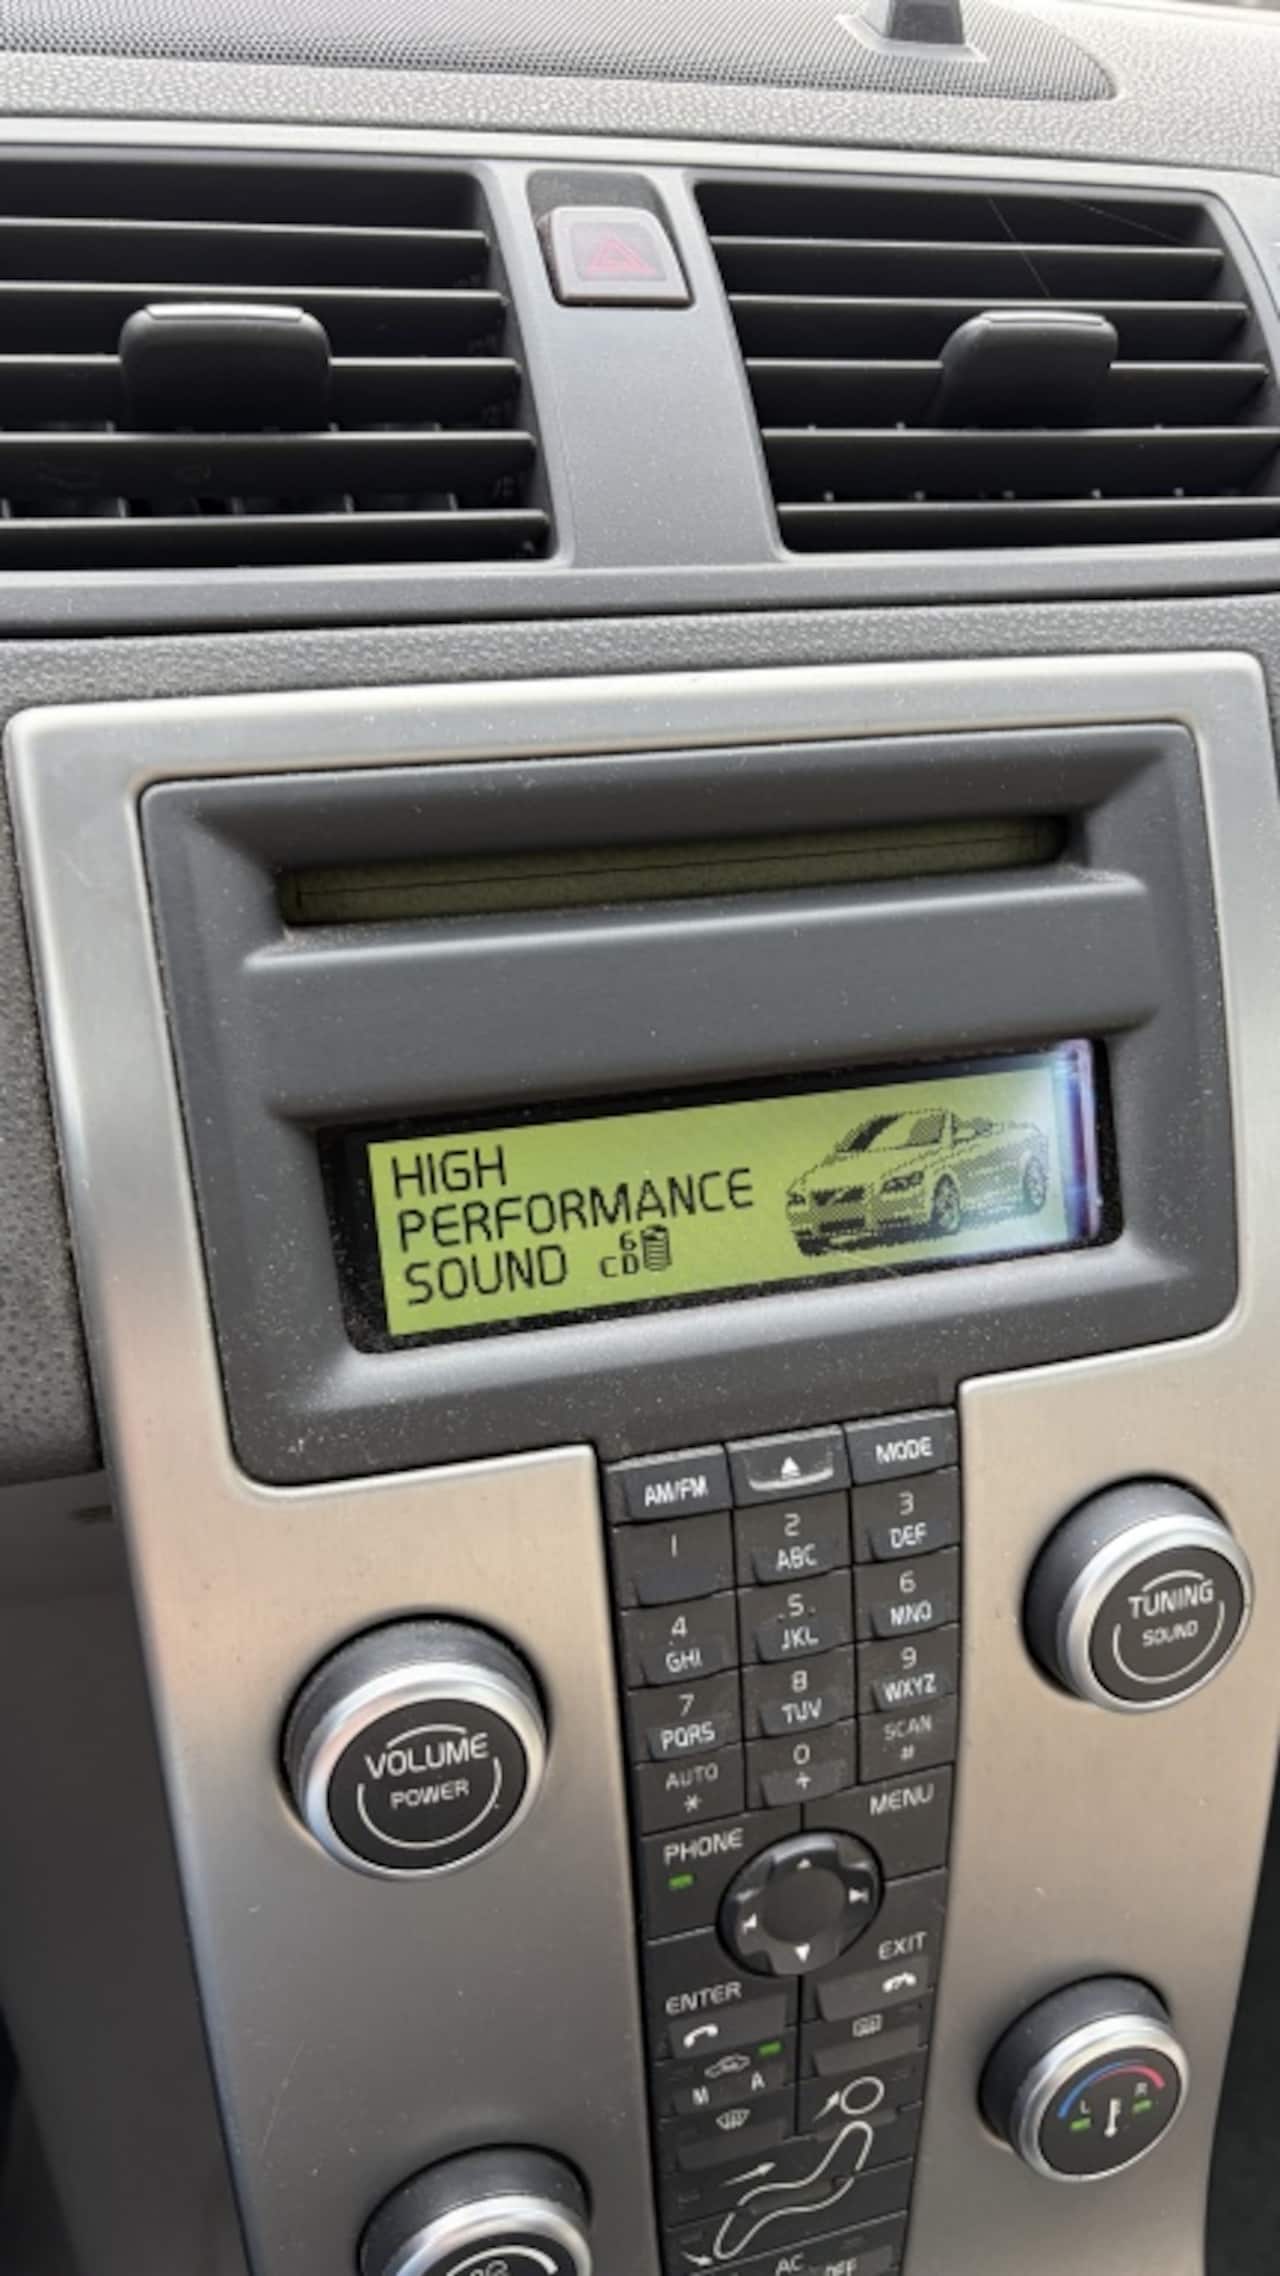 HIGH
PERFORMANCE
SOUND 6 CD
AM/FM MODE
1 2 ABC 3 DEF
4 GHI 5 JKL 6 MNO
7 PQRS 8 TUV 9 WXYZ
AUTO * 0 + SCAN #
VOLUME
POWER
TUNING
SOUND
PHONE MENU
ENTER EXIT
M A
L R
AC OFF